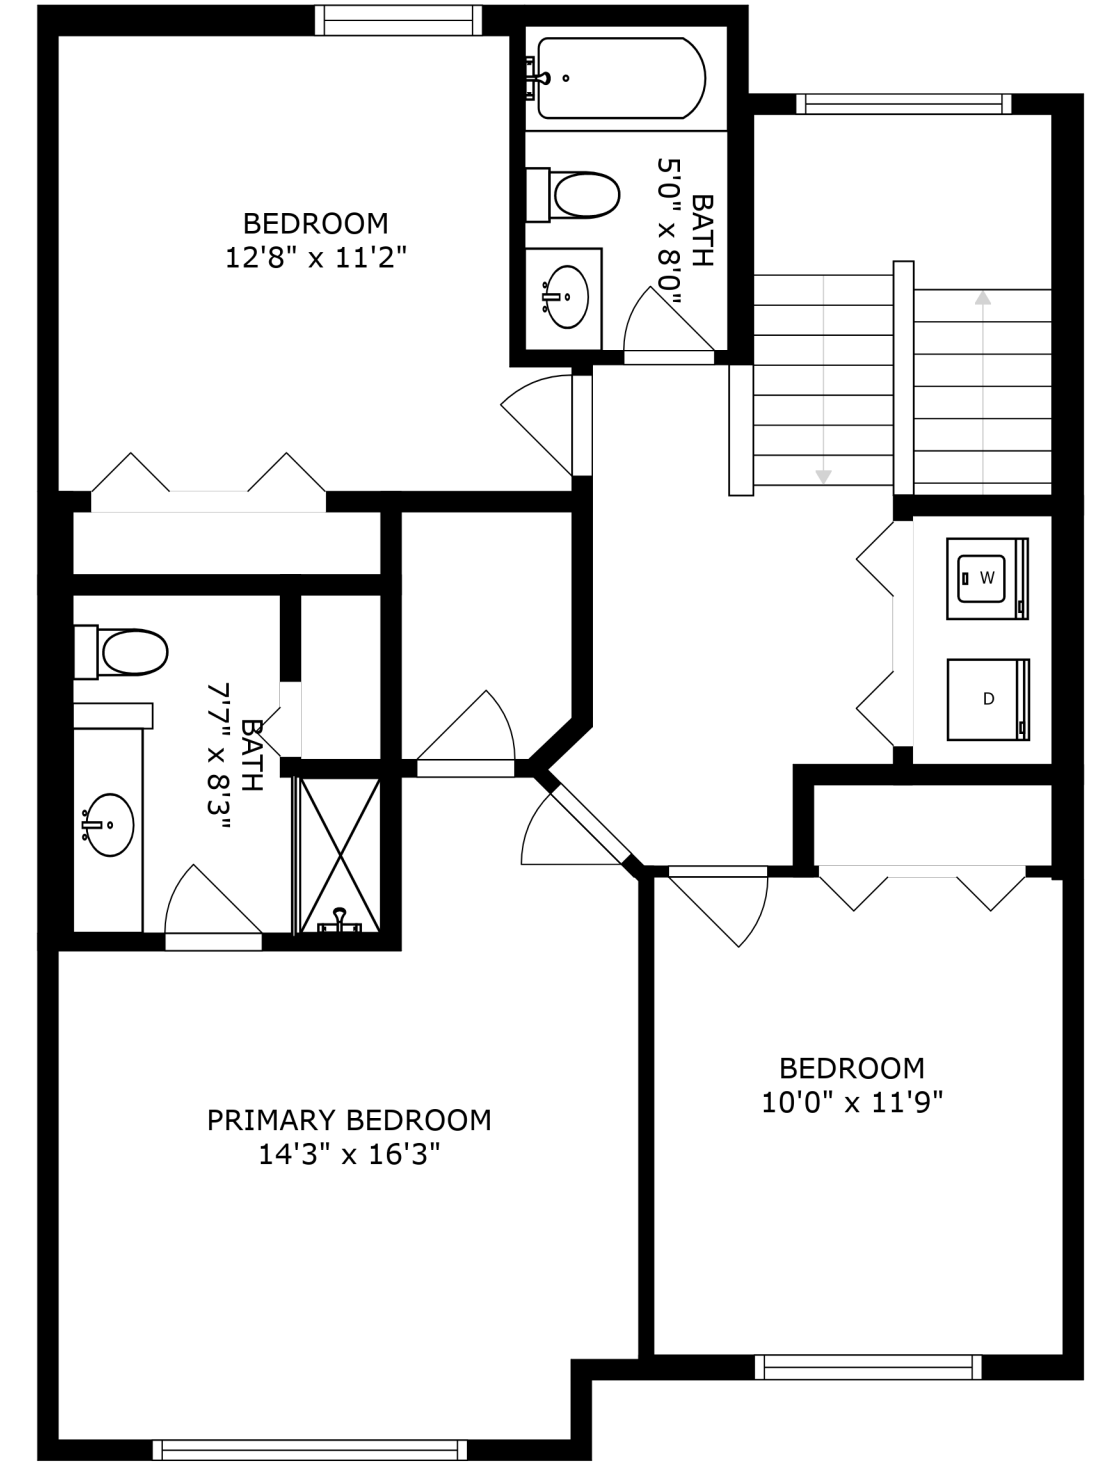 BEDROOM
12'8" x 11'2"
BATH
5'0" x 8'0"
W
D
BATH
7'7" x 8'3"
BEDROOM
10'0" x 11'9"
PRIMARY BEDROOM
14'3" x 16'3"